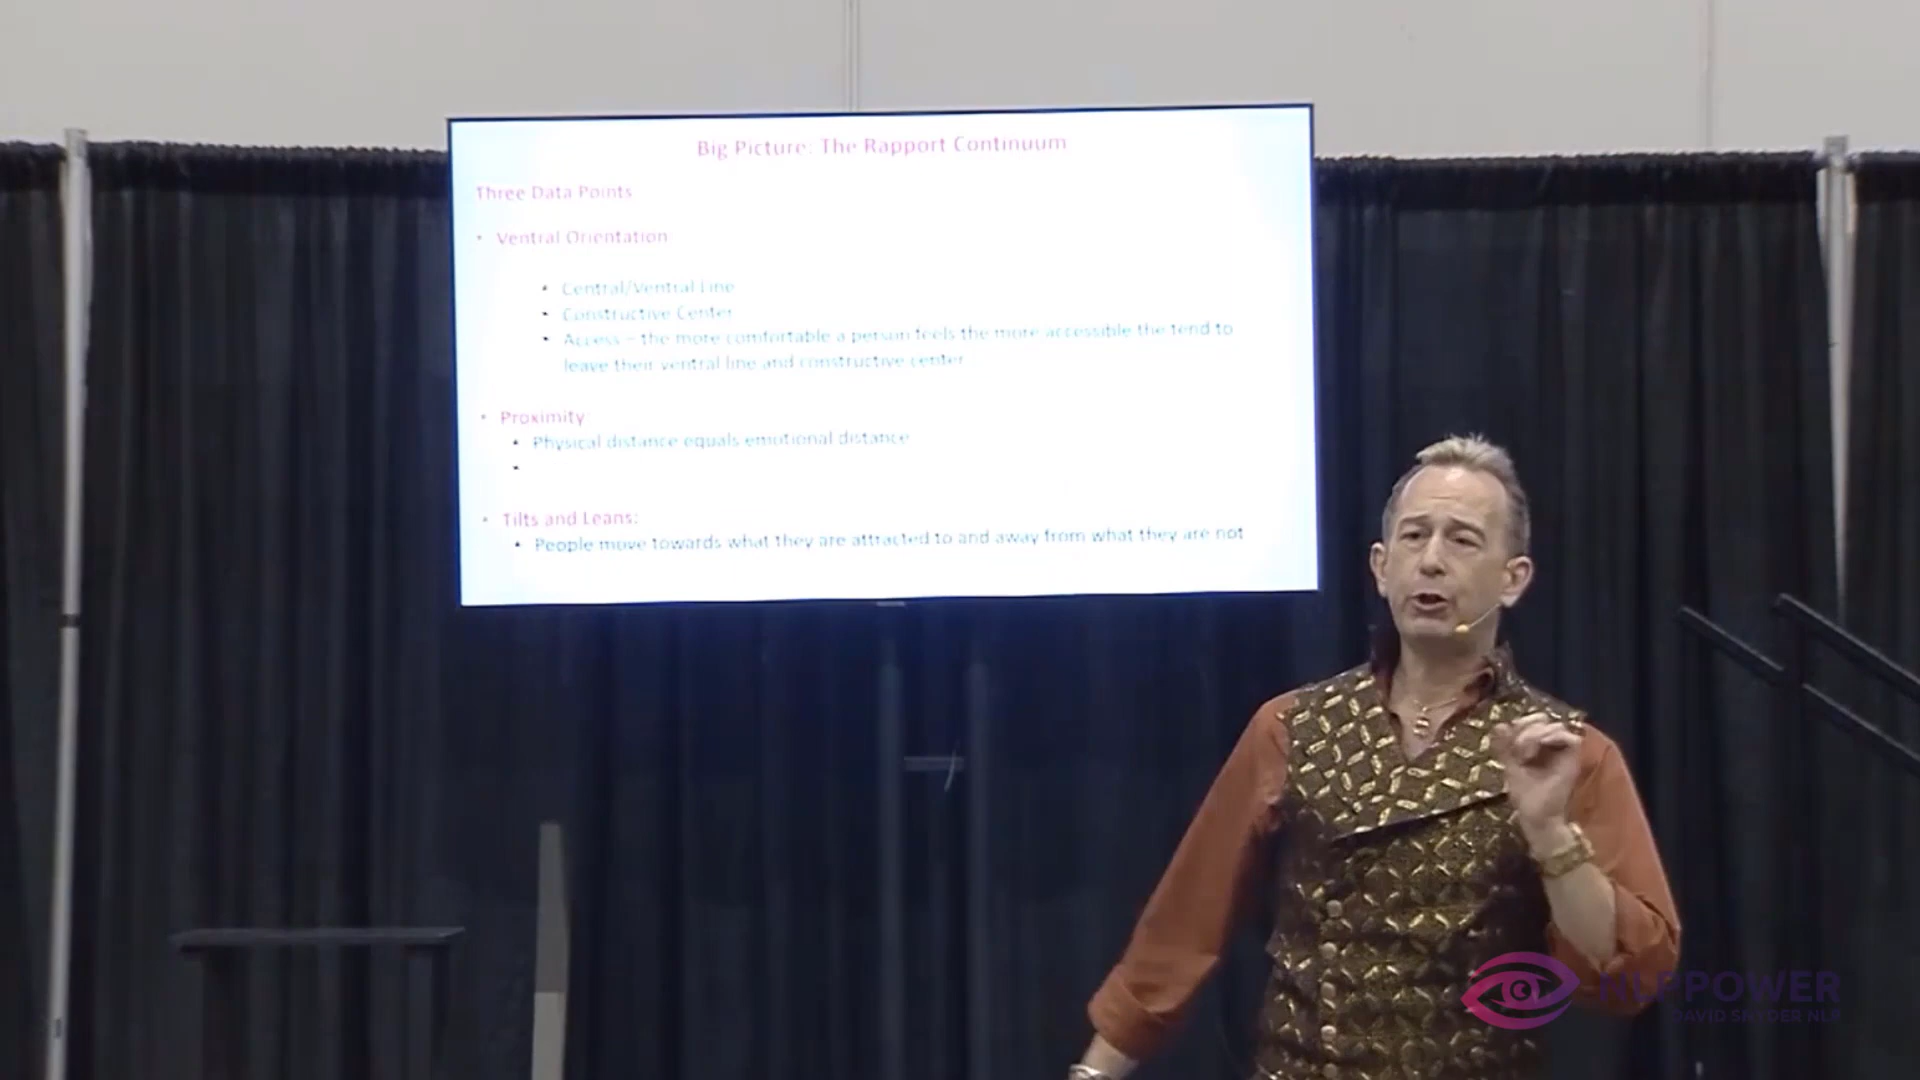 Big Picture: The Rapport Continuum
Three Data Points
• Ventral Orientation:
• Central/Ventral Line
• Constructive Center
• Access – the more comfortable a person feels the more accessible the tend to
leave their ventral line and constructive center
• Proximity
• Physical distance equals emotional distance
•
• Tilts and Leans:
• People move towards what they are attracted to and away from what they are not
NLPPOWER
DAVID SNYDER NLP